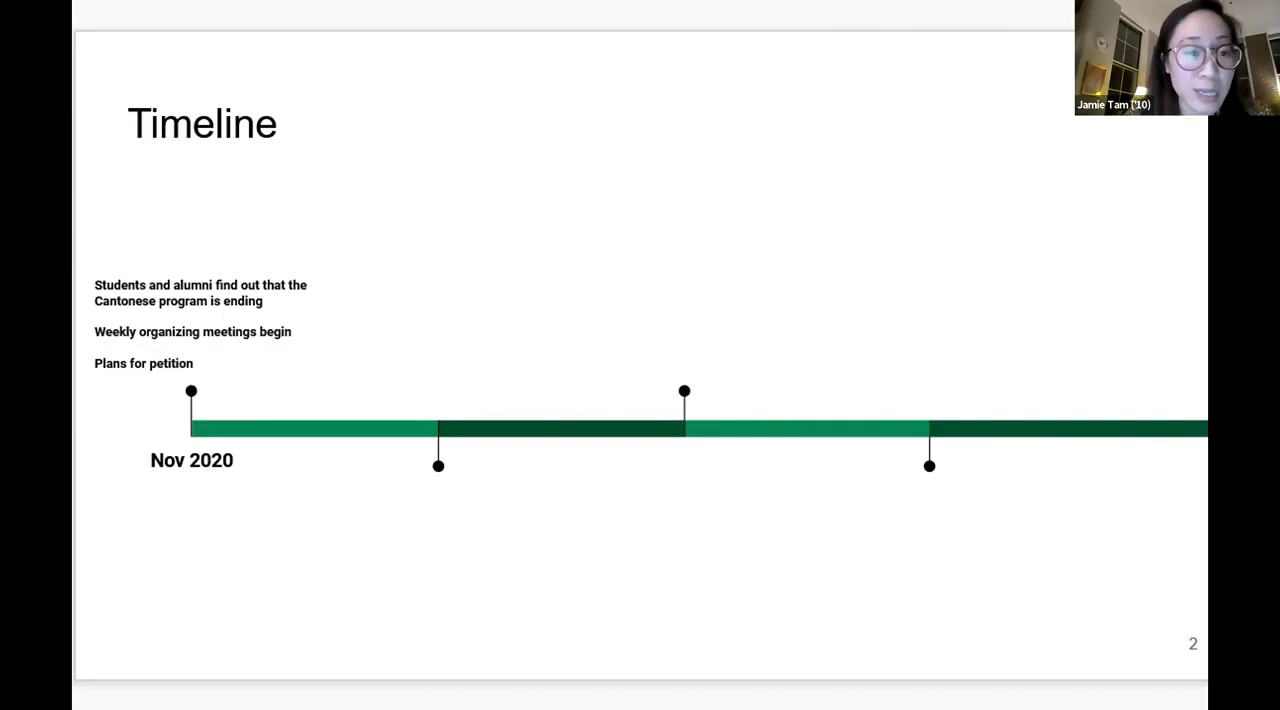 Jamie Tam ('10)
Timeline
Students and alumni find out that the
Cantonese program is ending
Weekly organizing meetings begin
Plans for petition
Nov 2020
2